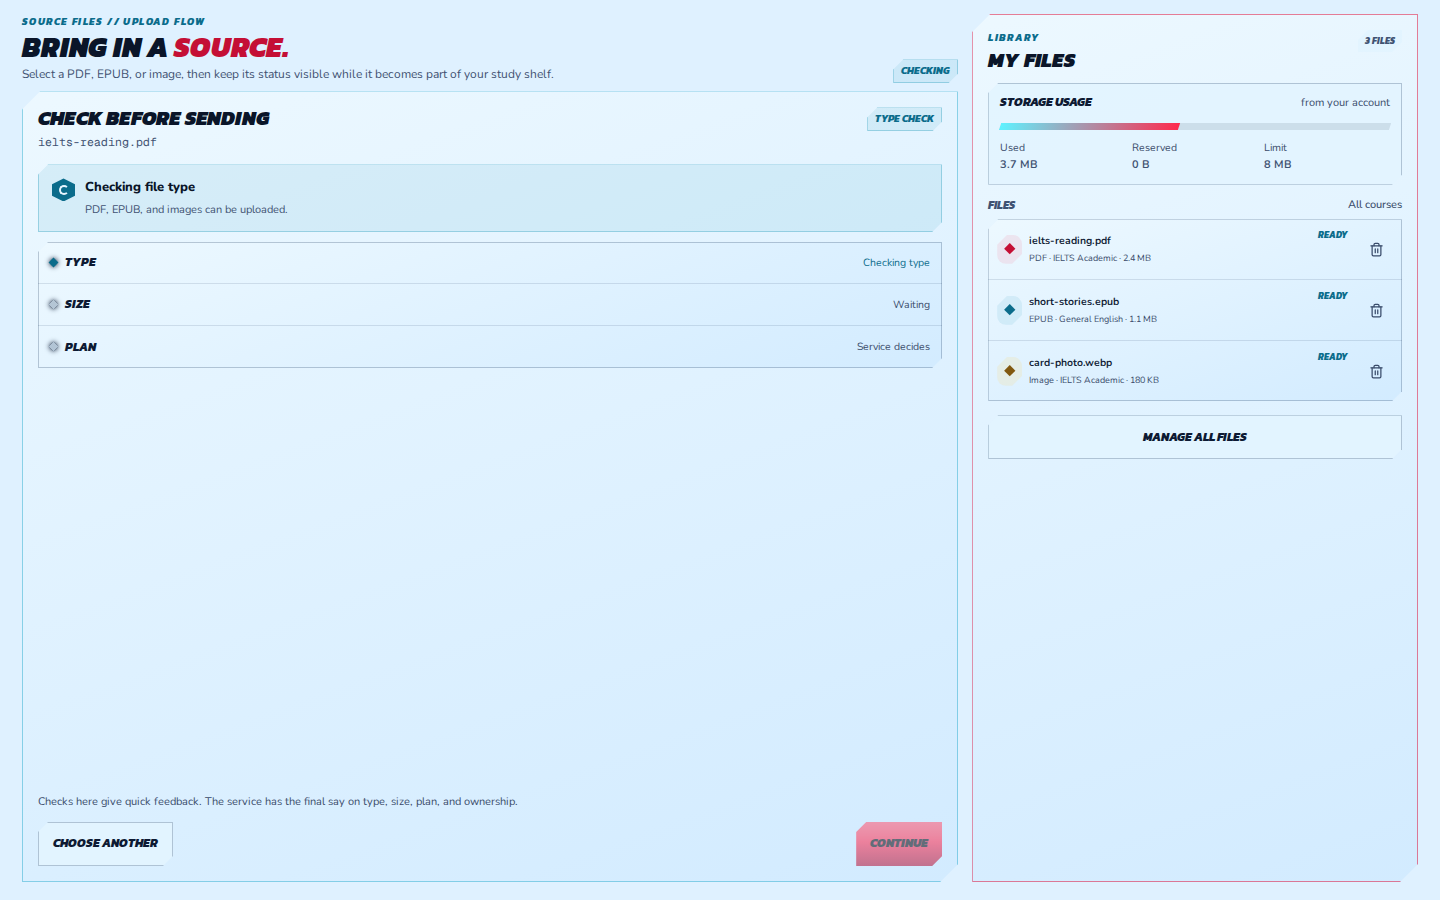 SOURCE FILES // UPLOAD FLOW
BRING IN A SOURCE.
Select a PDF, EPUB, or image, then keep its status visible while it becomes part of your study shelf.
CHECKING
CHECK BEFORE SENDING
TYPE CHECK
ielts-reading.pdf
C
Checking file type
PDF, EPUB, and images can be uploaded.
TYPE
Checking type
SIZE
Waiting
PLAN
Service decides
Checks here give quick feedback. The service has the final say on type, size, plan, and ownership.
CHOOSE ANOTHER
CONTINUE
LIBRARY
3 FILES
MY FILES
STORAGE USAGE
from your account
Used
Reserved
Limit
3.7 MB
0 B
8 MB
FILES
All courses
ielts-reading.pdf
READY
PDF · IELTS Academic · 2.4 MB
short-stories.epub
READY
EPUB · General English · 1.1 MB
card-photo.webp
READY
Image · IELTS Academic · 180 KB
MANAGE ALL FILES